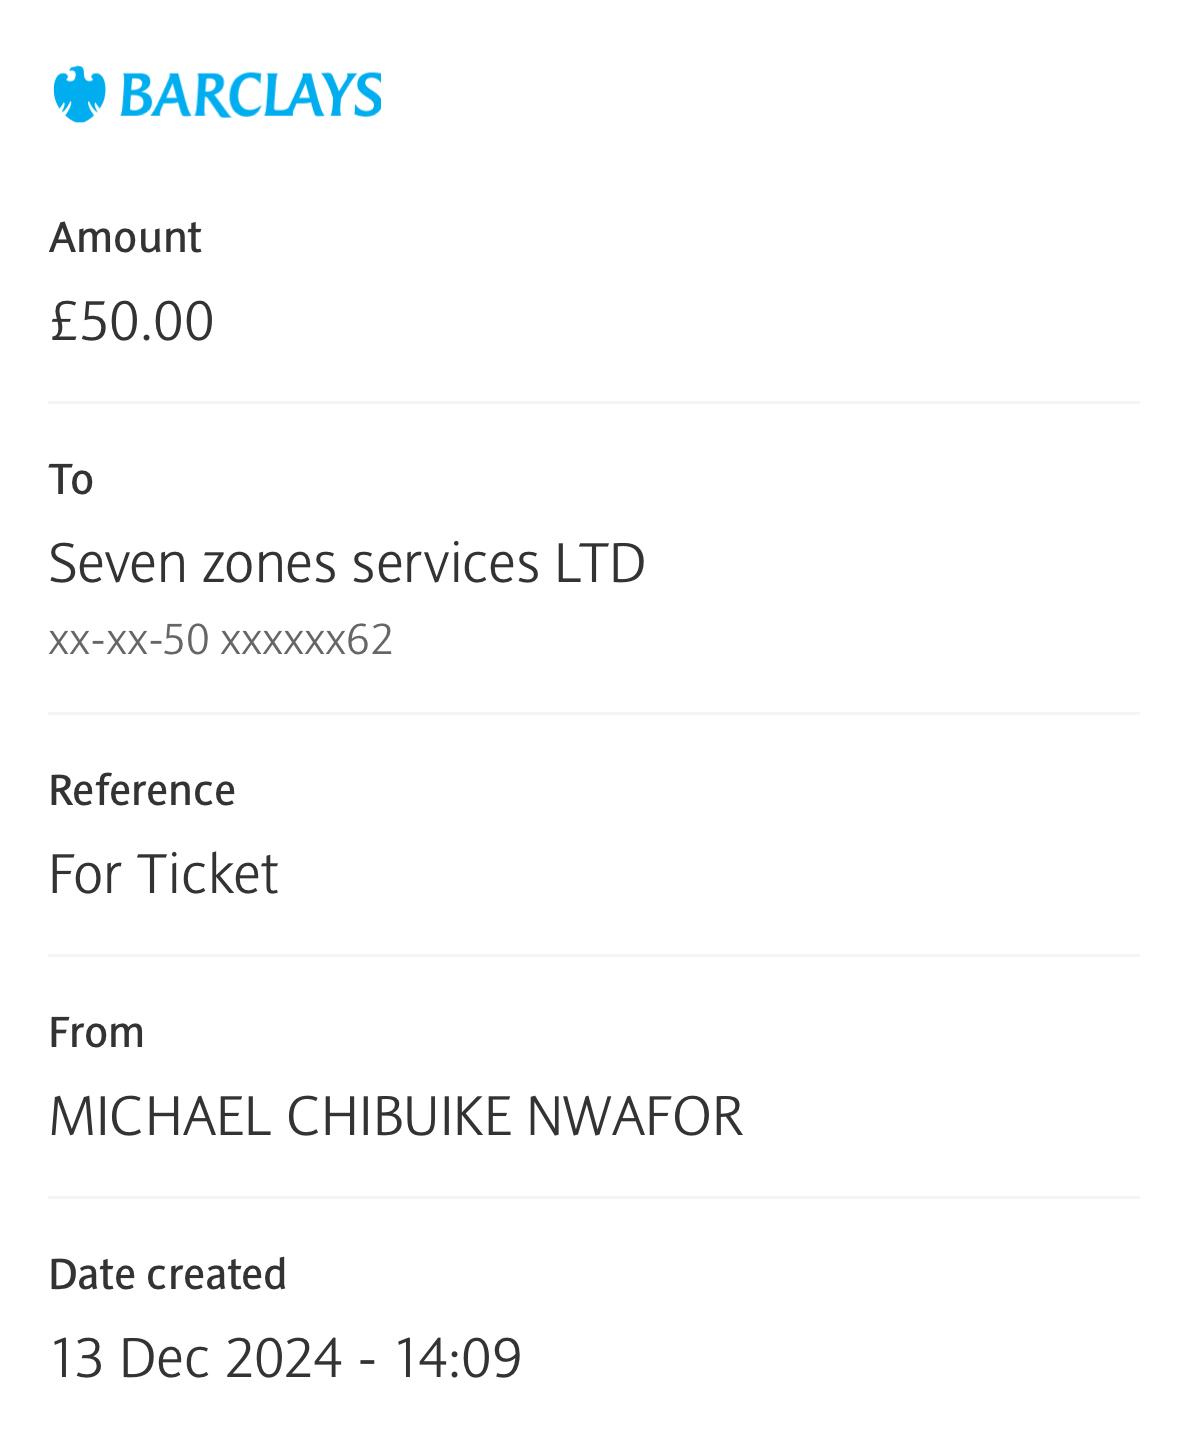 BARCLAYS
Amount
£50.00
To
Seven zones services LTD
xx-xx-50 xxxxxx62
Reference
For Ticket
From
MICHAEL CHIBUIKE NWAFOR
Date created
13 Dec 2024 - 14:09